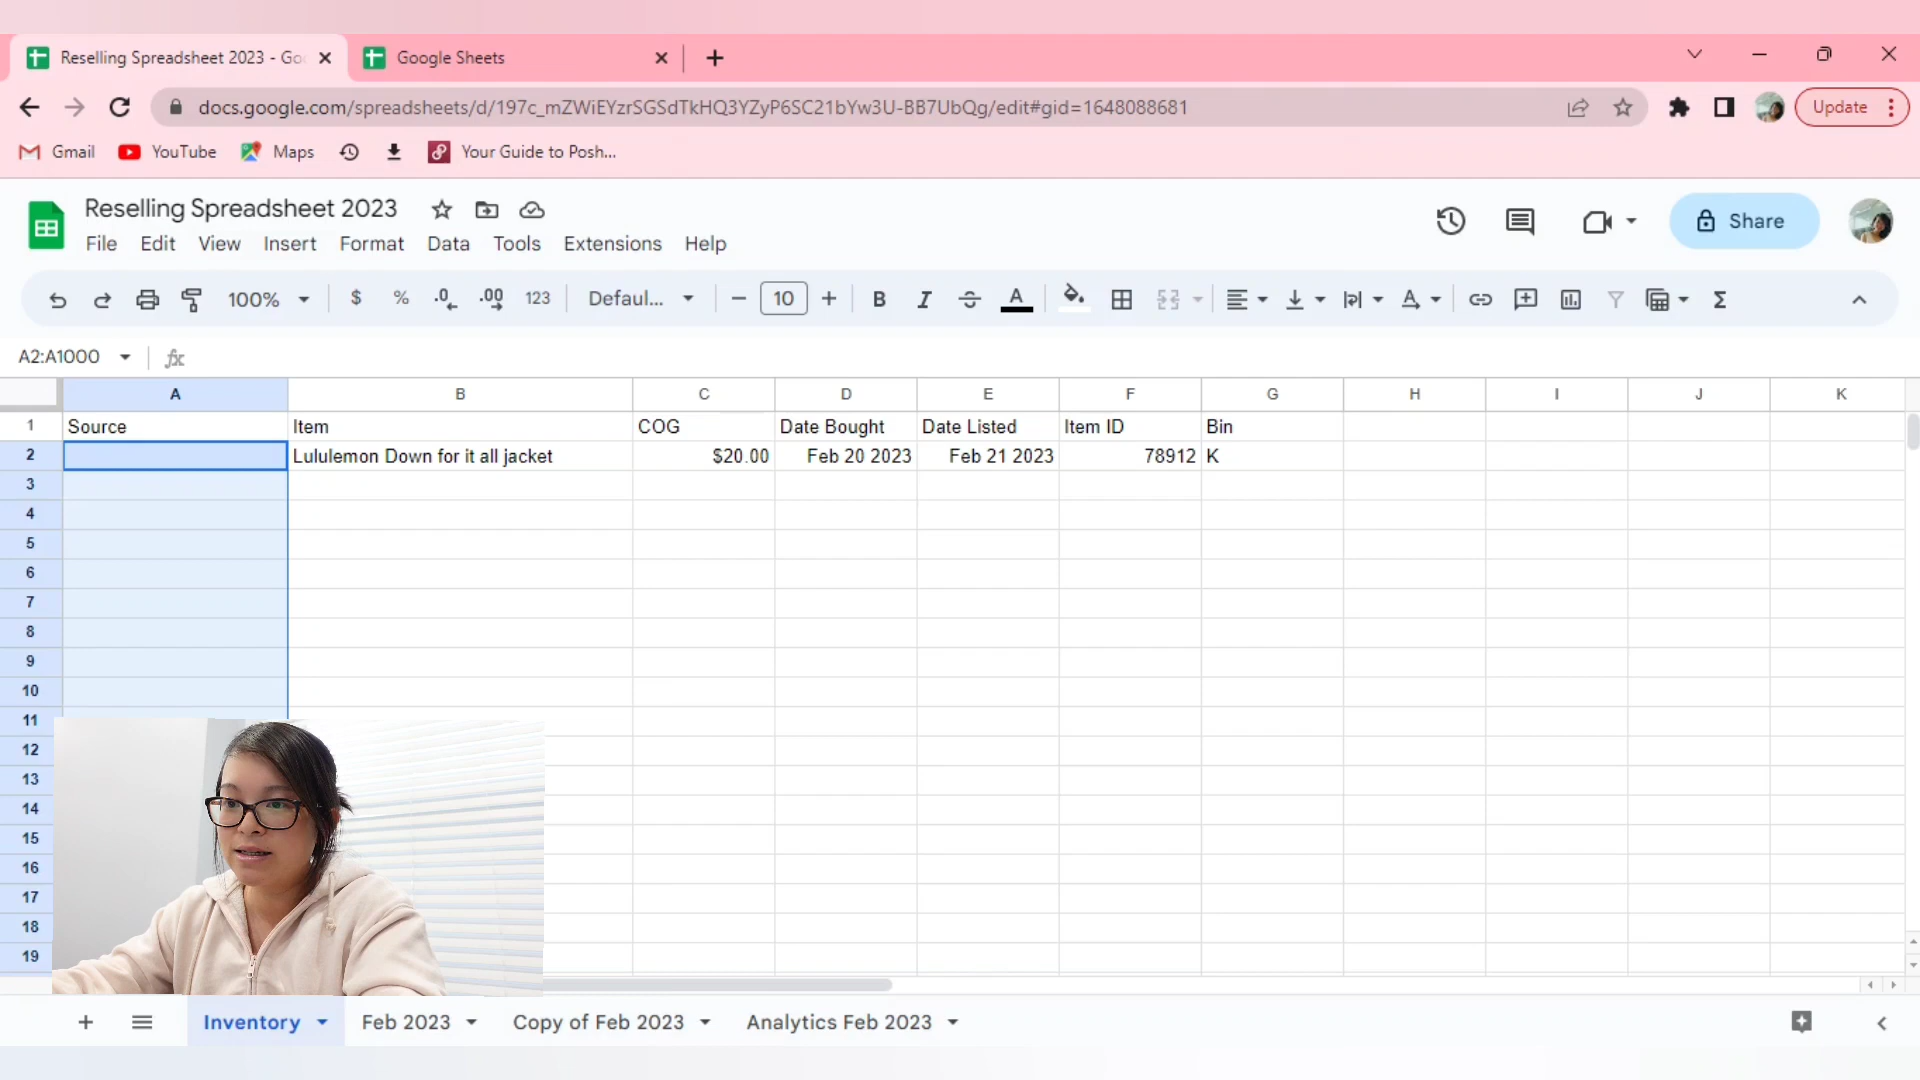 Reselling Spreadsheet 2023 - Goo
Google Sheets
docs.google.com/spreadsheets/d/197c_mZWiEYzrSGSdTkHQ3YZyP6SC21bYw3U-BB7UbQg/edit#gid=1648088681
Update
Gmail YouTube Maps Your Guide to Posh...
Reselling Spreadsheet 2023
File Edit View Insert Format Data Tools Extensions Help
Share
100% $ % .0 .00 123 Defaul... 10 B I A A Σ
A2:A1000 fx
A B C D E F G H I J K
1 Source Item COG Date Bought Date Listed Item ID Bin
2 Lululemon Down for it all jacket $20.00 Feb 20 2023 Feb 21 2023 78912 K
3
4
5
6
7
8
9
10
11
12
13
14
15
16
17
18
19
Inventory Feb 2023 Copy of Feb 2023 Analytics Feb 2023